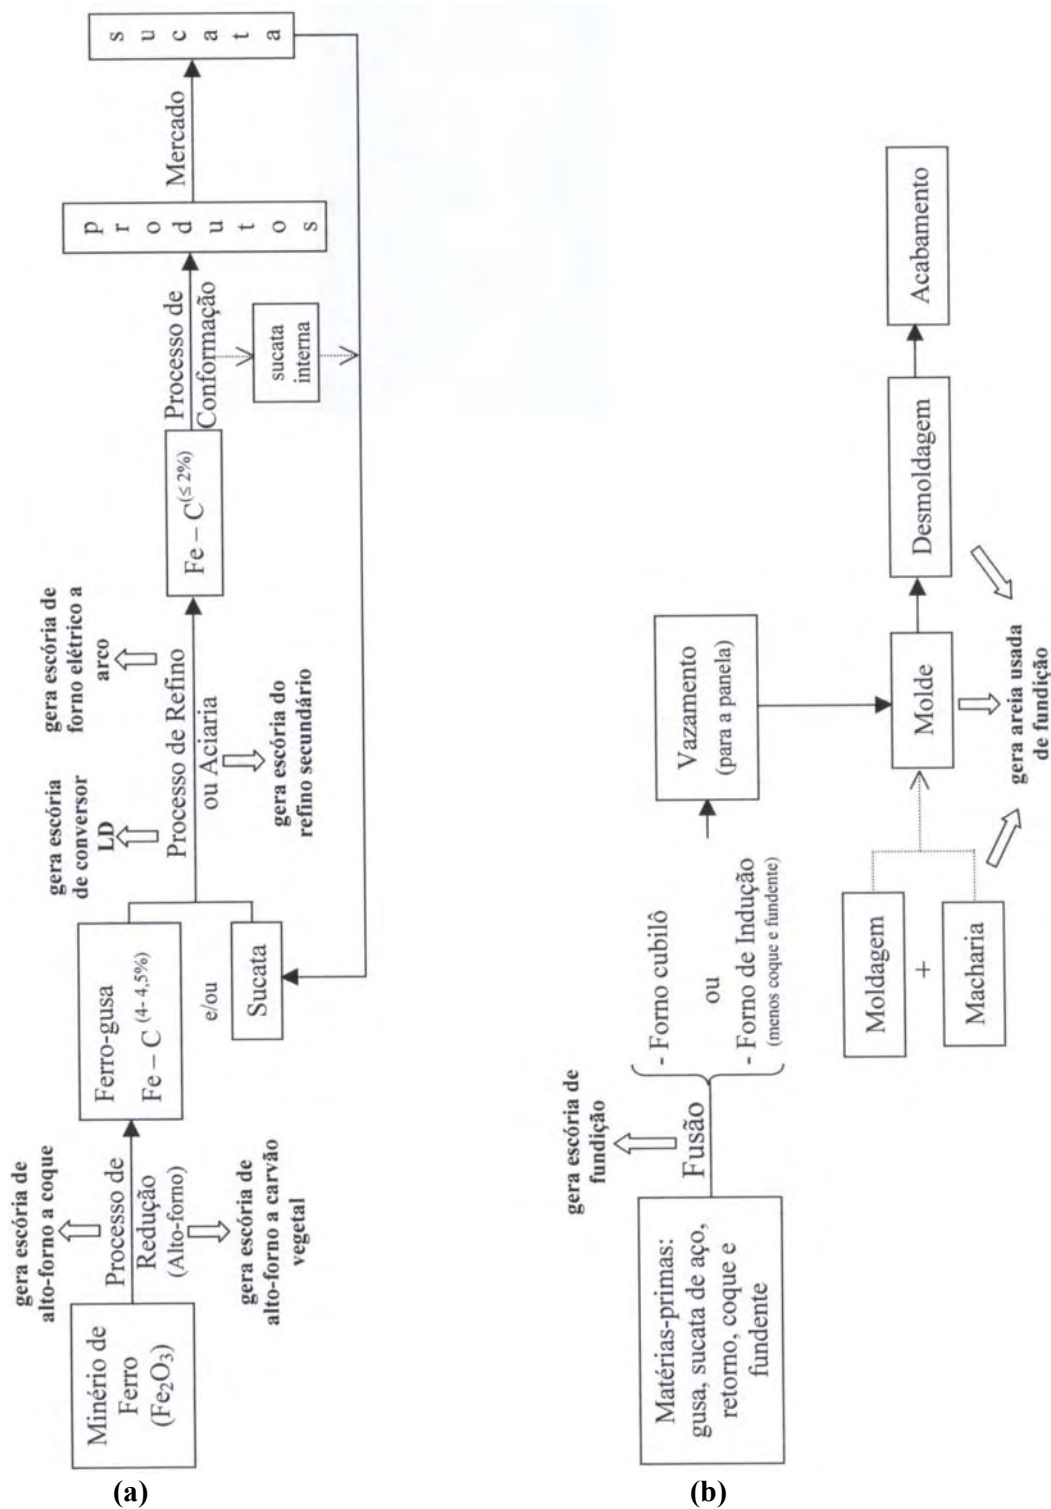 Minério de
Ferro
(Fe₂O₃)
gera escória de
alto-forno a coque
Processo de
Redução
(Alto-forno)
gera escória de
alto-forno a carvão
vegetal
Ferro-gusa
Fe – C (4- 4,5%)
e/ou
Sucata
gera escória
de conversor
LD
gera escória de
forno elétrico a
arco
Processo de Refino
ou Aciaria
gera escória do
refino secundário
Fe – C (≤ 2%)
Processo de
Conformação
sucata
interna
produtos
Mercado
sucata
(a)
Matérias-primas:
gusa, sucata de aço,
retorno, coque e
fundente
gera escória de
fundição
Fusão
- Forno cubilô
ou
- Forno de Indução
(menos coque e fundente)
Vazamento
(para a panela)
Moldagem
+
Macharia
Molde
gera areia usada
de fundição
Desmoldagem
Acabamento
(b)